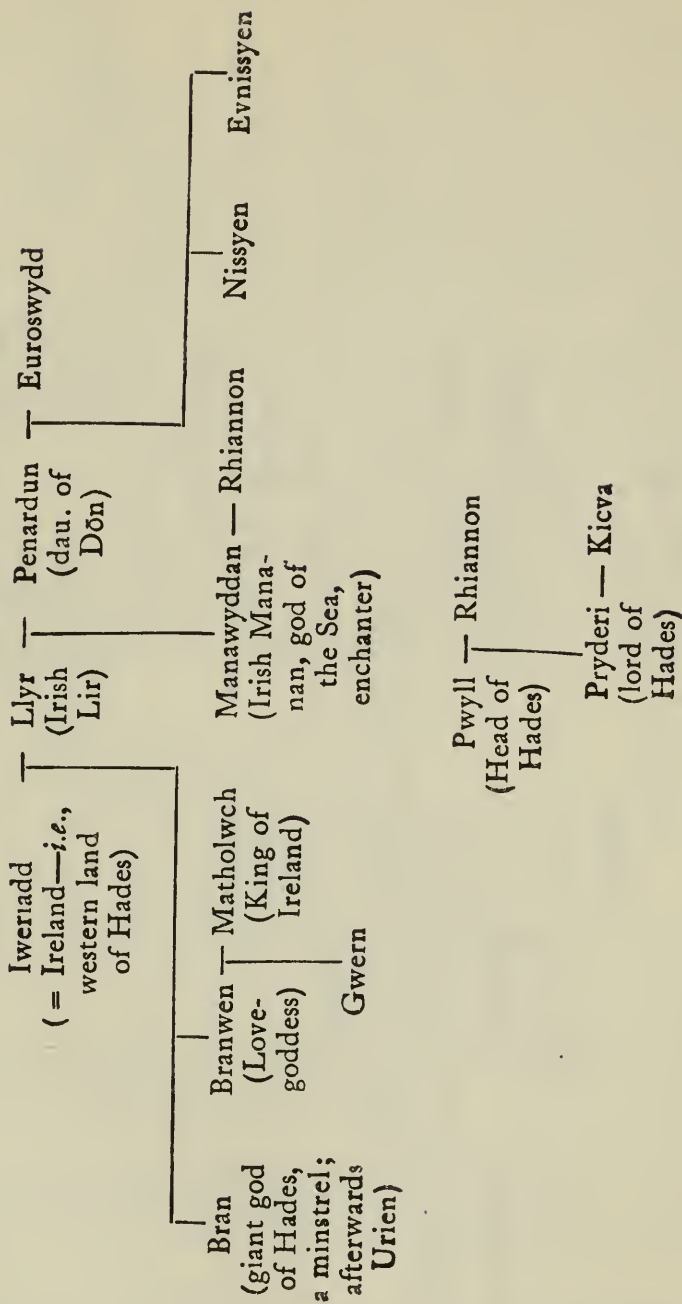 Iweriadd — Llyr — Penardun — Euroswydd
( = Ireland—i.e.,
western land
of Hades)
(Irish
Lir)
(dau. of
Dōn)
Bran
(giant god
of Hades,
a minstrel;
afterwards
Urien)
Branwen — Matholwch
(Love-
goddess)
(King of
Ireland)
Gwern
Manawyddan — Rhiannon
(Irish Mana-
nan, god of
the Sea,
enchanter)
Nissyen
Evnissyen
Pwyll — Rhiannon
(Head of
Hades)
Pryderi — Kicva
(lord of
Hades)